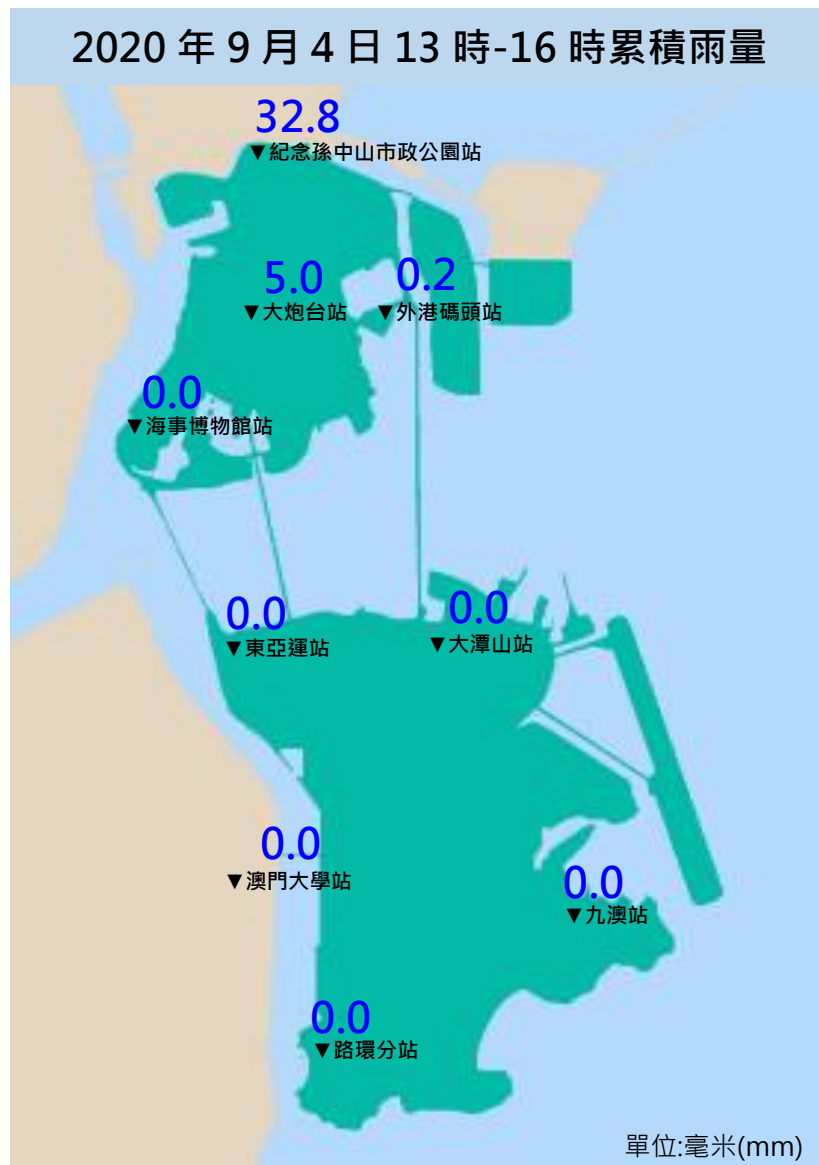 2020 年 9 月 4 日 13 時-16 時累積雨量
32.8
▼紀念孫中山市政公園站
5.0
▼大炮台站
0.2
▼外港碼頭站
0.0
▼海事博物館站
0.0
▼東亞運站
0.0
▼大潭山站
0.0
▼澳門大學站
0.0
▼九澳站
0.0
▼路環分站
單位:毫米(mm)